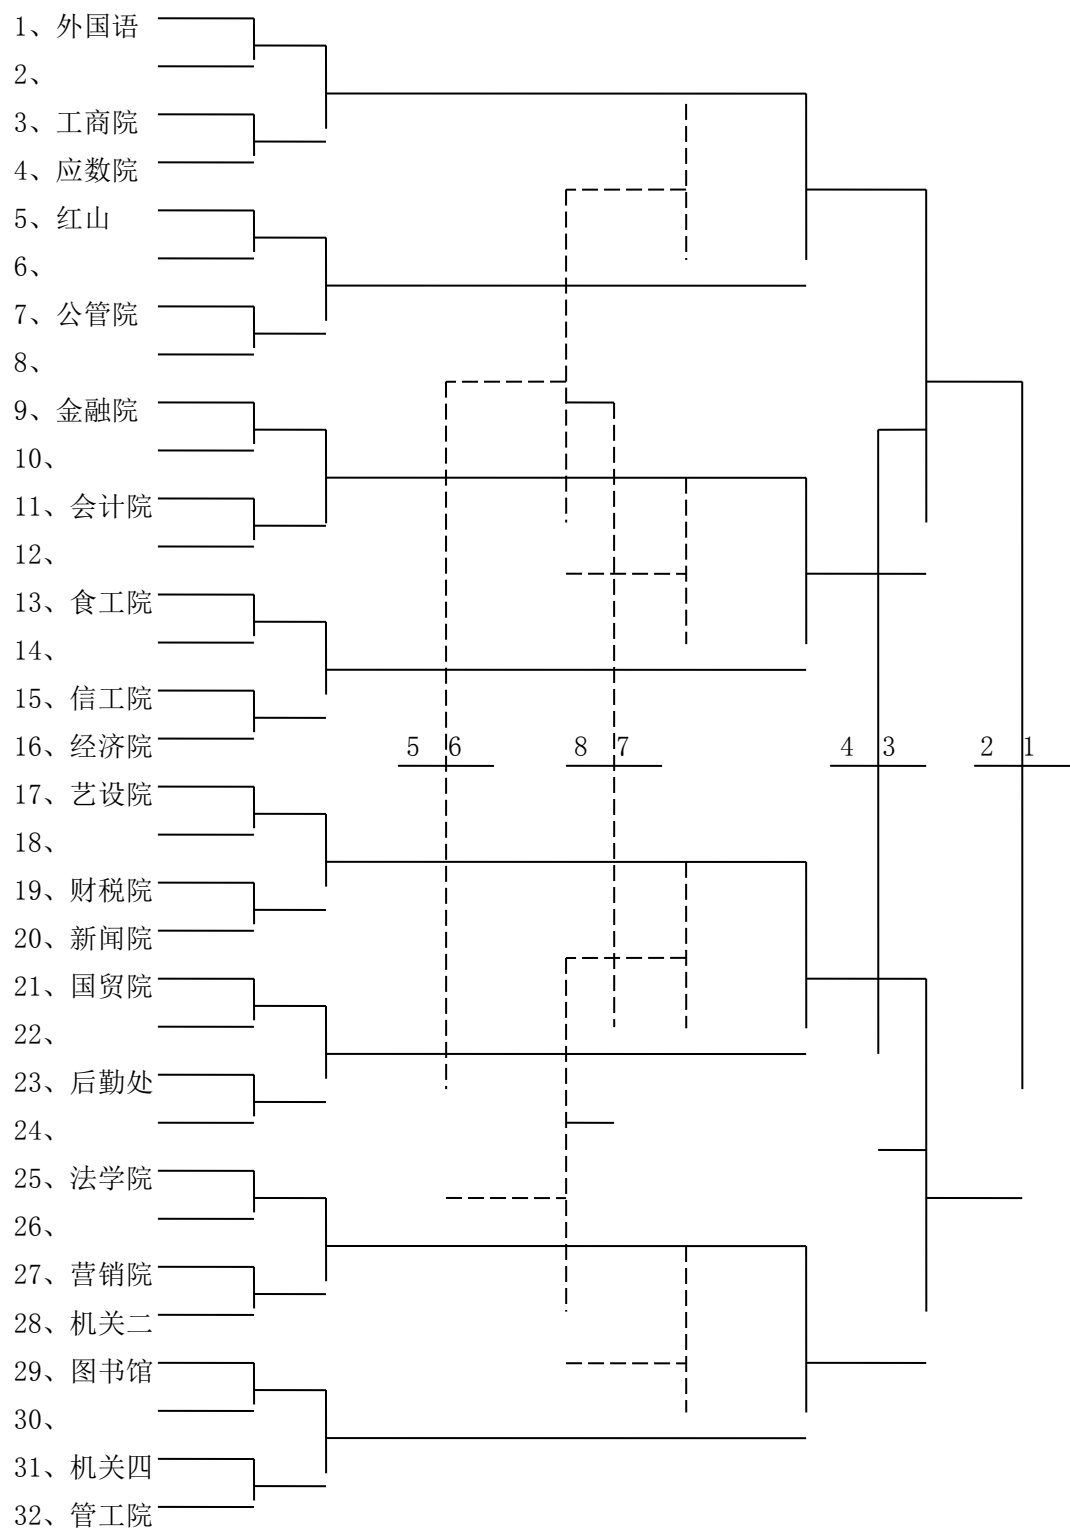 1、外国语
2、
3、工商院
4、应数院
5、红山
6、
7、公管院
8、
9、金融院
10、
11、会计院
12、
13、食工院
14、
15、信工院
16、经济院
5 6 8 7 4 3 2 1
17、艺设院
18、
19、财税院
20、新闻院
21、国贸院
22、
23、后勤处
24、
25、法学院
26、
27、营销院
28、机关二
29、图书馆
30、
31、机关四
32、管工院